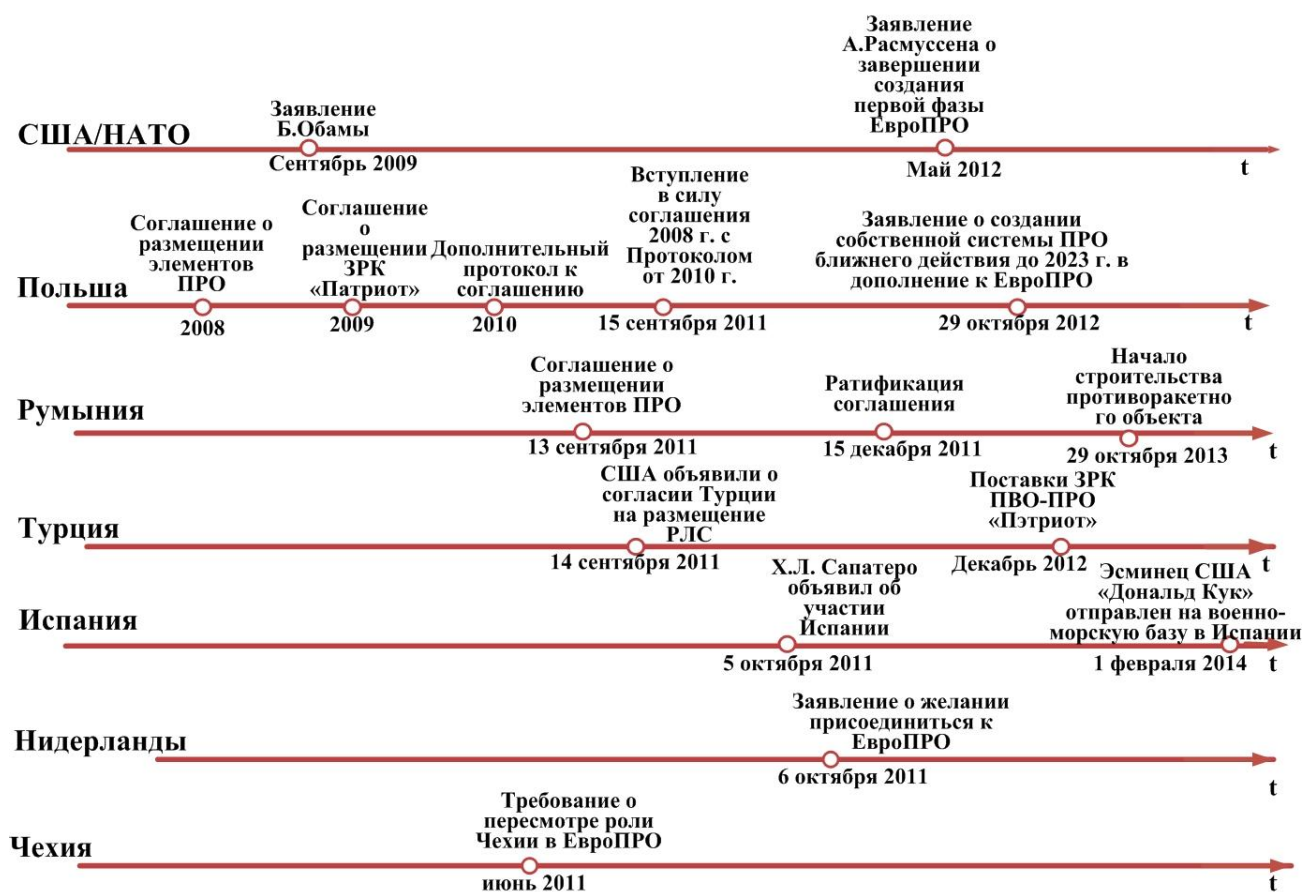 Заявление
А.Расмуссена о
завершении
создания
первой фазы
ЕвроПРО
Заявление
Б.Обамы
США/НАТО
Сентябрь 2009
Май 2012
t
Соглашение о
размещении
элементов
ПРО
Соглашение
о
размещении
ЗРК
«Патриот»
Дополнительный
протокол к
соглашению
Вступление
в силу
соглашения
2008 г. с
Протоколом
от 2010 г.
Заявление о создании
собственной системы ПРО
ближнего действия до 2023 г. в
дополнение к ЕвроПРО
Польша
2008
2009
2010
15 сентября 2011
29 октября 2012
t
Соглашение о
размещении
элементов ПРО
Ратификация
соглашения
Начало
строительства
противоракетно
го объекта
Румыния
13 сентября 2011
15 декабря 2011
29 октября 2013
t
США объявили о
согласии Турции
на размещение
РЛС
Поставки ЗРК
ПВО-ПРО
«Пэтриот»
Турция
14 сентября 2011
Декабрь 2012
t
Х.Л. Сапатеро
объявил об
участии
Испании
Эсминец США
«Дональд Кук»
отправлен на военно-
морскую базу в Испании
Испания
5 октября 2011
1 февраля 2014
t
Заявление о желании
присоединиться к
ЕвроПРО
Нидерланды
6 октября 2011
t
Требование о
пересмотре роли
Чехии в ЕвроПРО
Чехия
июнь 2011
t